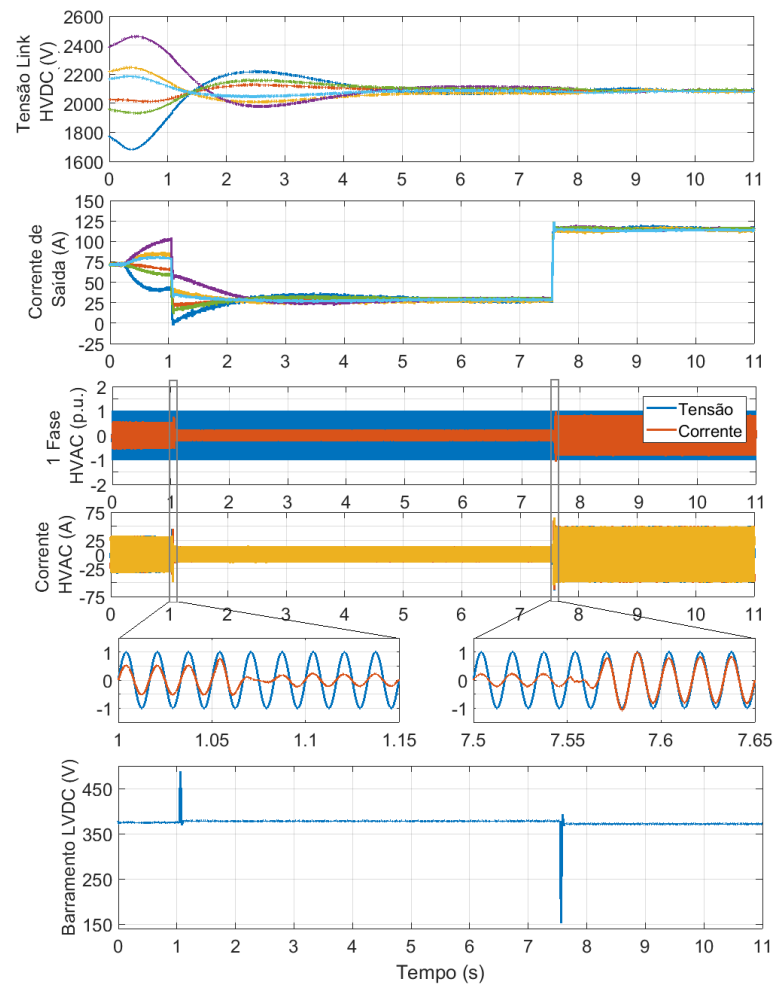 Tensão Link
HVDC (V)
2600
2400
2200
2000
1800
1600
0 1 2 3 4 5 6 7 8 9 10 11
Corrente de
Saída (A)
150
125
100
75
50
25
0
-25
0 1 2 3 4 5 6 7 8 9 10 11
1 Fase
HVAC (p.u.)
2
1
0
-1
-2
Tensão
Corrente
0 1 2 3 4 5 6 7 8 9 10 11
Corrente
HVAC (A)
75
25
0
-25
-75
0 1 2 3 4 5 6 7 8 9 10 11
1
0
-1
1 1.05 1.1 1.15
1
0
-1
7.5 7.55 7.6 7.65
Barramento LVDC (V)
450
350
250
150
0 1 2 3 4 5 6 7 8 9 10 11
Tempo (s)